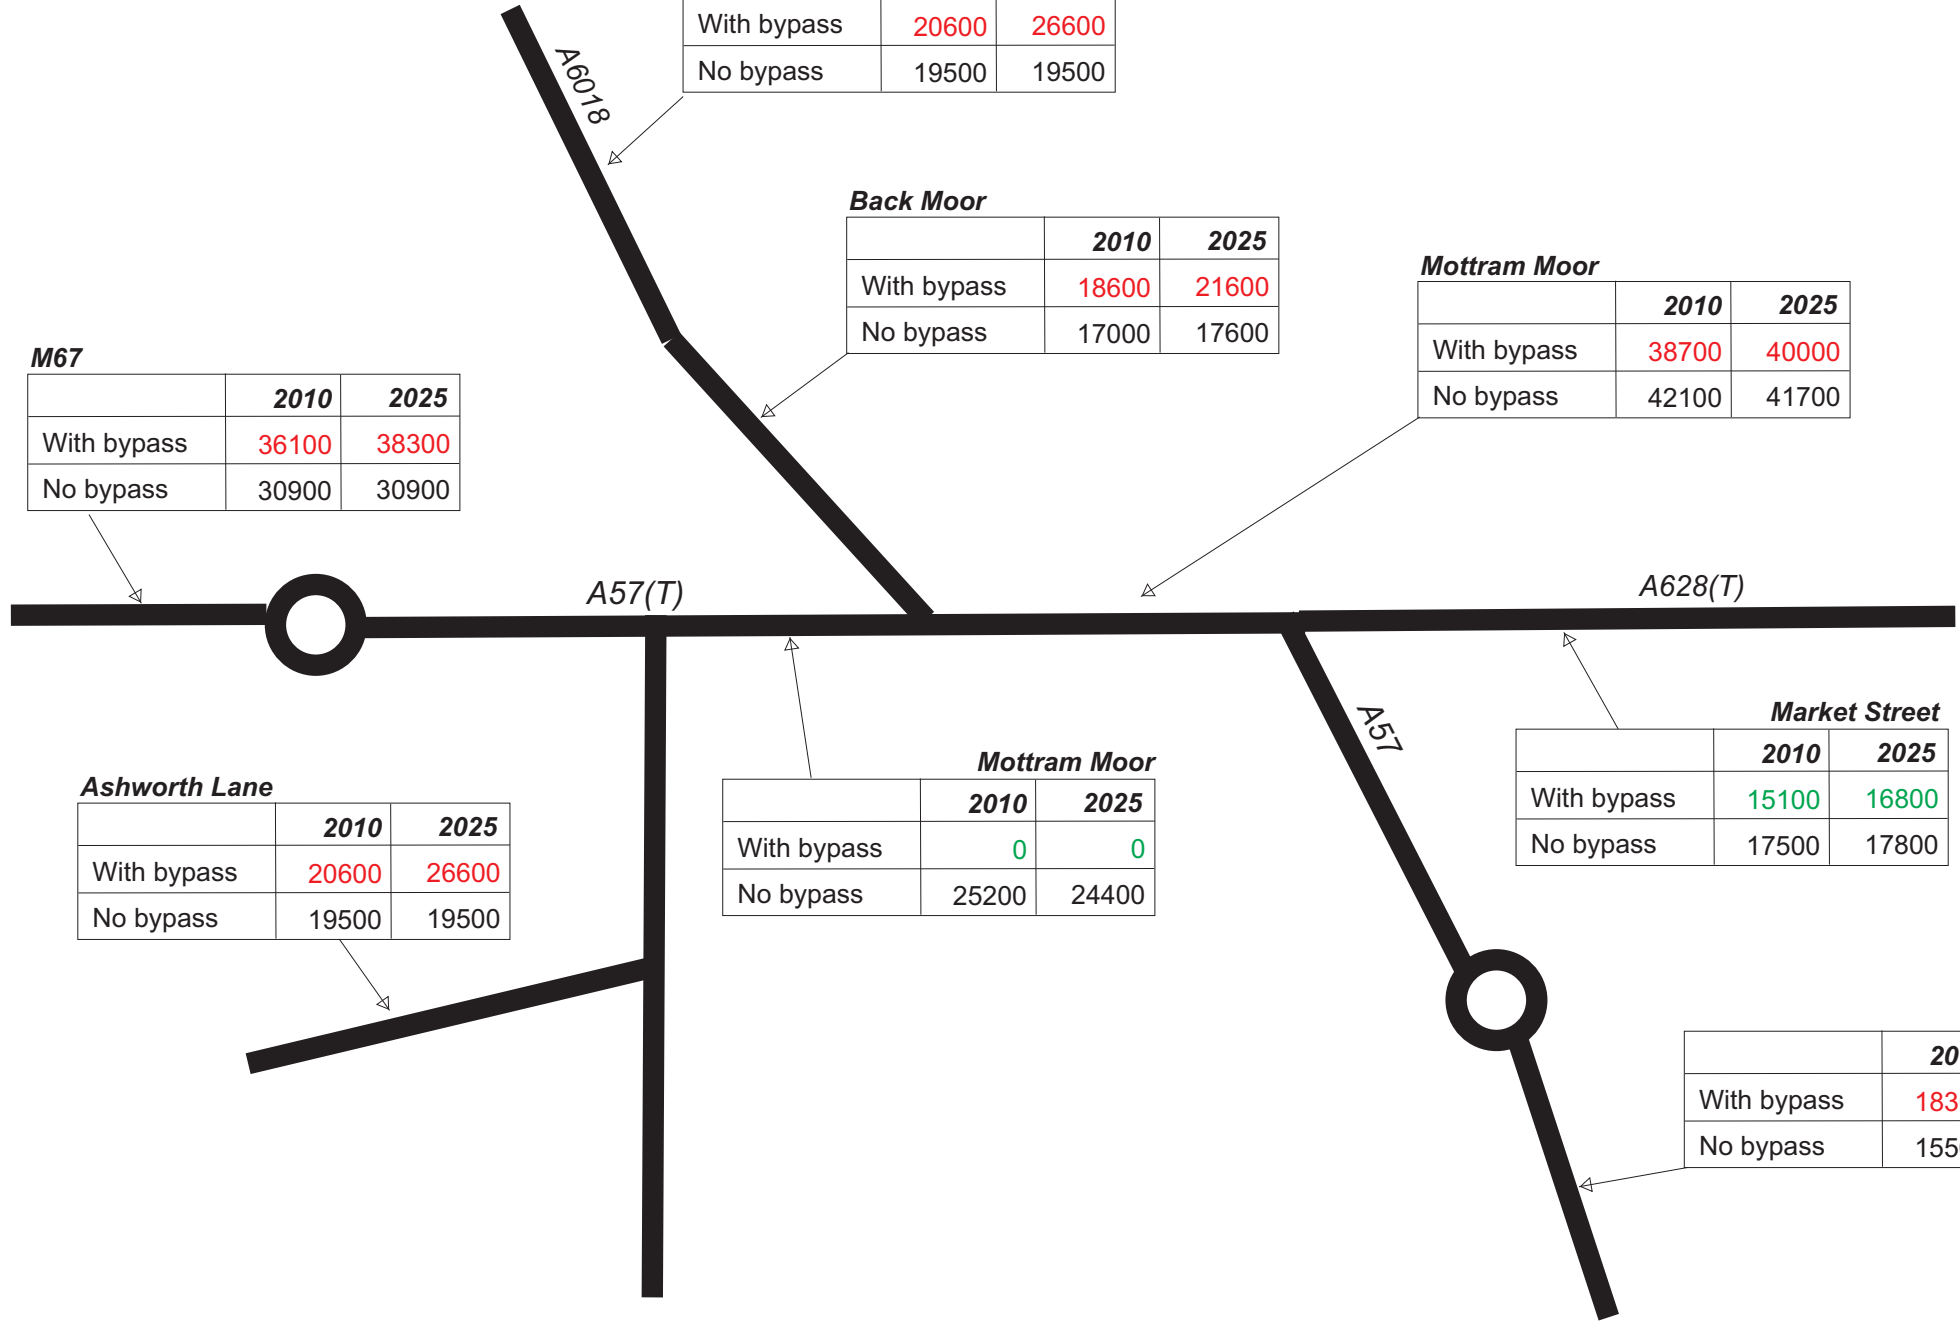 With bypass 20600 26600
No bypass 19500 19500
A6018
Back Moor
2010 2025
With bypass 18600 21600
No bypass 17000 17600
Mottram Moor
2010 2025
With bypass 38700 40000
No bypass 42100 41700
M67
2010 2025
With bypass 36100 38300
No bypass 30900 30900
A57(T)
A628(T)
A57
Market Street
2010 2025
With bypass 15100 16800
No bypass 17500 17800
Mottram Moor
2010 2025
With bypass 0 0
No bypass 25200 24400
Ashworth Lane
2010 2025
With bypass 20600 26600
No bypass 19500 19500
20
With bypass 183
No bypass 155